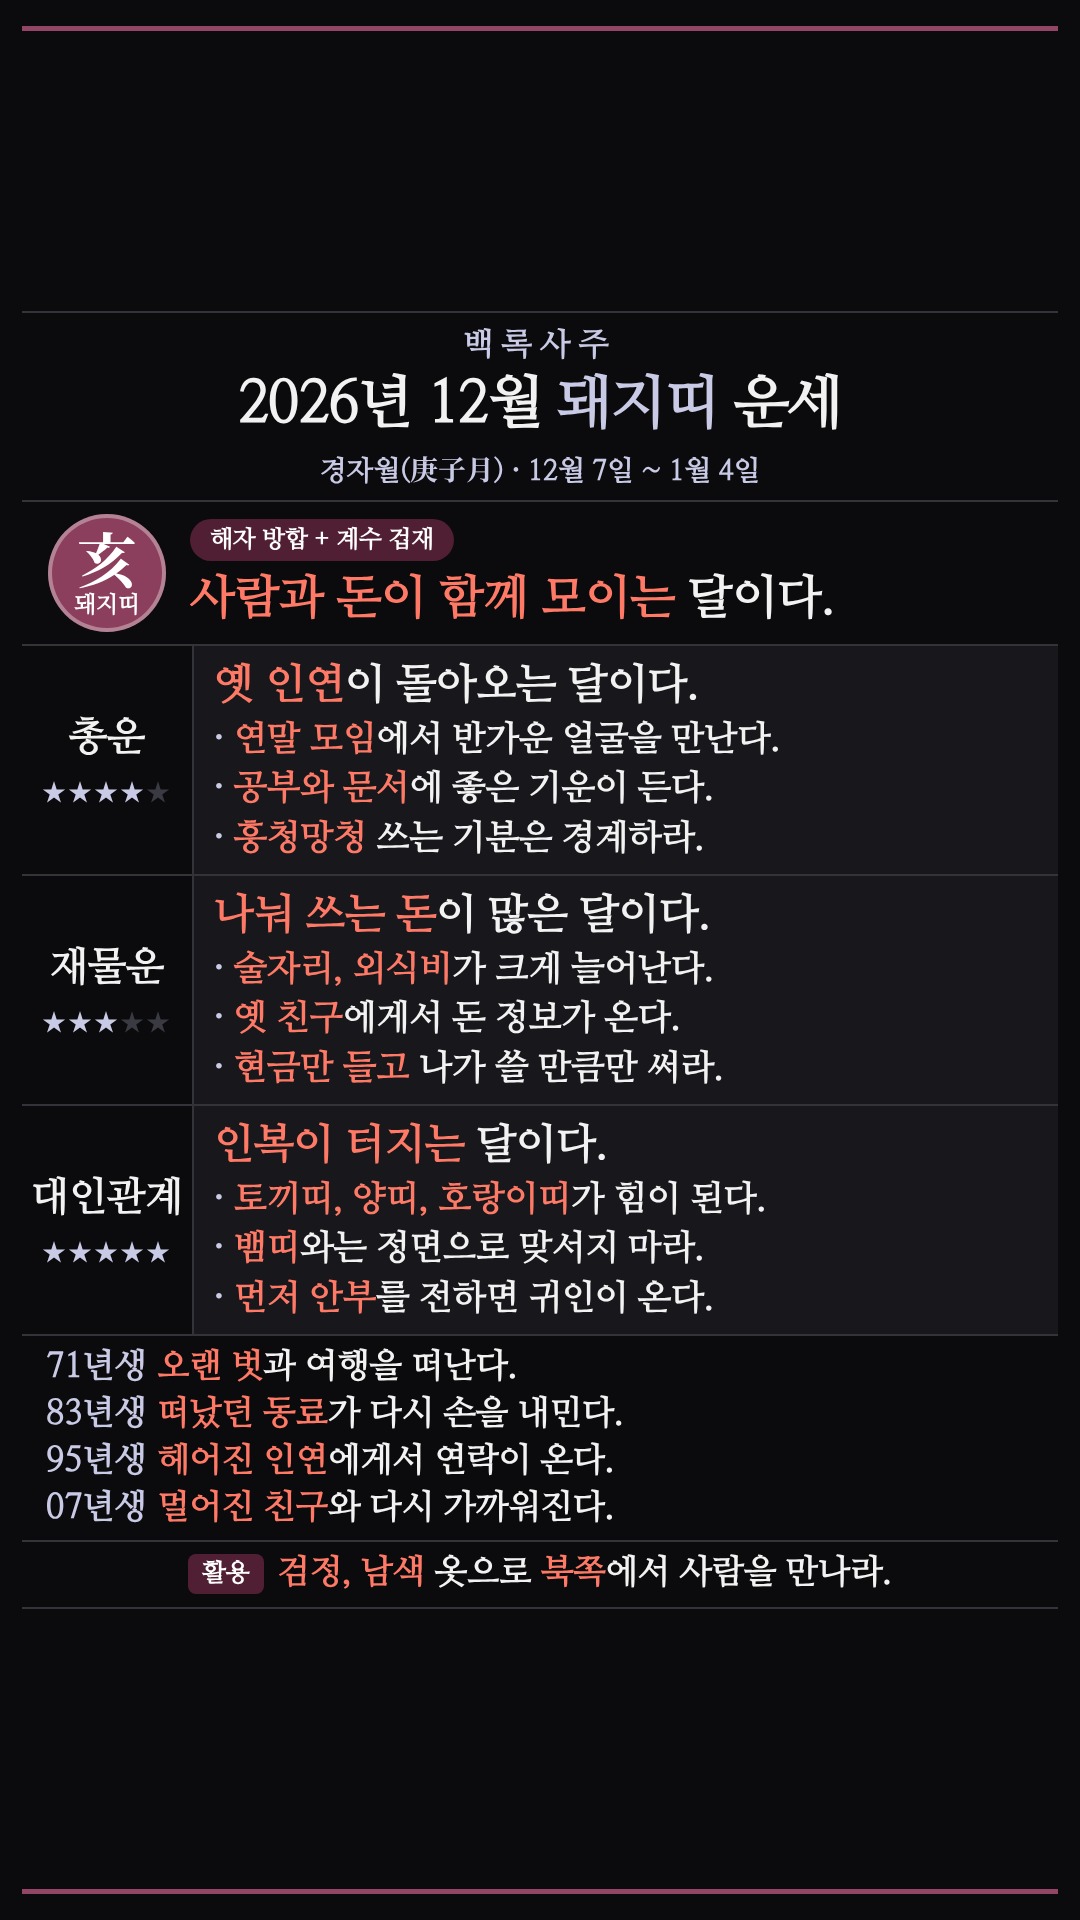 백록사주
2026년 12월 돼지띠 운세
경자월(庚子月) · 12월 7일 ~ 1월 4일
亥
돼지띠
해자 방합 + 계수 겁재
사람과 돈이 함께 모이는 달이다.
총운
★★★★★
옛 인연이 돌아오는 달이다.
· 연말 모임에서 반가운 얼굴을 만난다.
· 공부와 문서에 좋은 기운이 든다.
· 흥청망청 쓰는 기분은 경계하라.
재물운
★★★★★
나눠 쓰는 돈이 많은 달이다.
· 술자리, 외식비가 크게 늘어난다.
· 옛 친구에게서 돈 정보가 온다.
· 현금만 들고 나가 쓸 만큼만 써라.
대인관계
★★★★★
인복이 터지는 달이다.
· 토끼띠, 양띠, 호랑이띠가 힘이 된다.
· 뱀띠와는 정면으로 맞서지 마라.
· 먼저 안부를 전하면 귀인이 온다.
71년생 오랜 벗과 여행을 떠난다.
83년생 떠났던 동료가 다시 손을 내민다.
95년생 헤어진 인연에게서 연락이 온다.
07년생 멀어진 친구와 다시 가까워진다.
활용 검정, 남색 옷으로 북쪽에서 사람을 만나라.